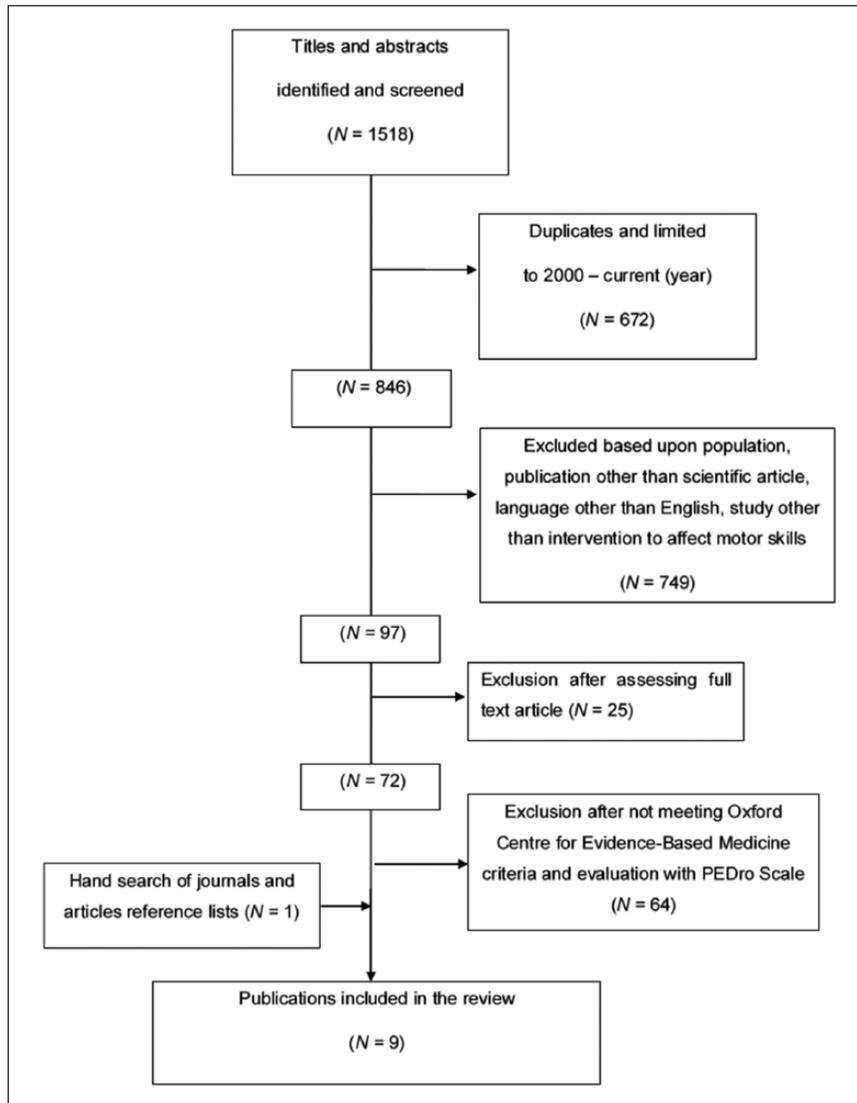 Titles and abstracts
identified and screened
(N = 1518)
Duplicates and limited
to 2000 – current (year)
(N = 672)
(N = 846)
Excluded based upon population,
publication other than scientific article,
language other than English, study other
than intervention to affect motor skills
(N = 749)
(N = 97)
Exclusion after assessing full
text article (N = 25)
(N = 72)
Exclusion after not meeting Oxford
Centre for Evidence-Based Medicine
criteria and evaluation with PEDro Scale
(N = 64)
Hand search of journals and
articles reference lists (N = 1)
Publications included in the review
(N = 9)